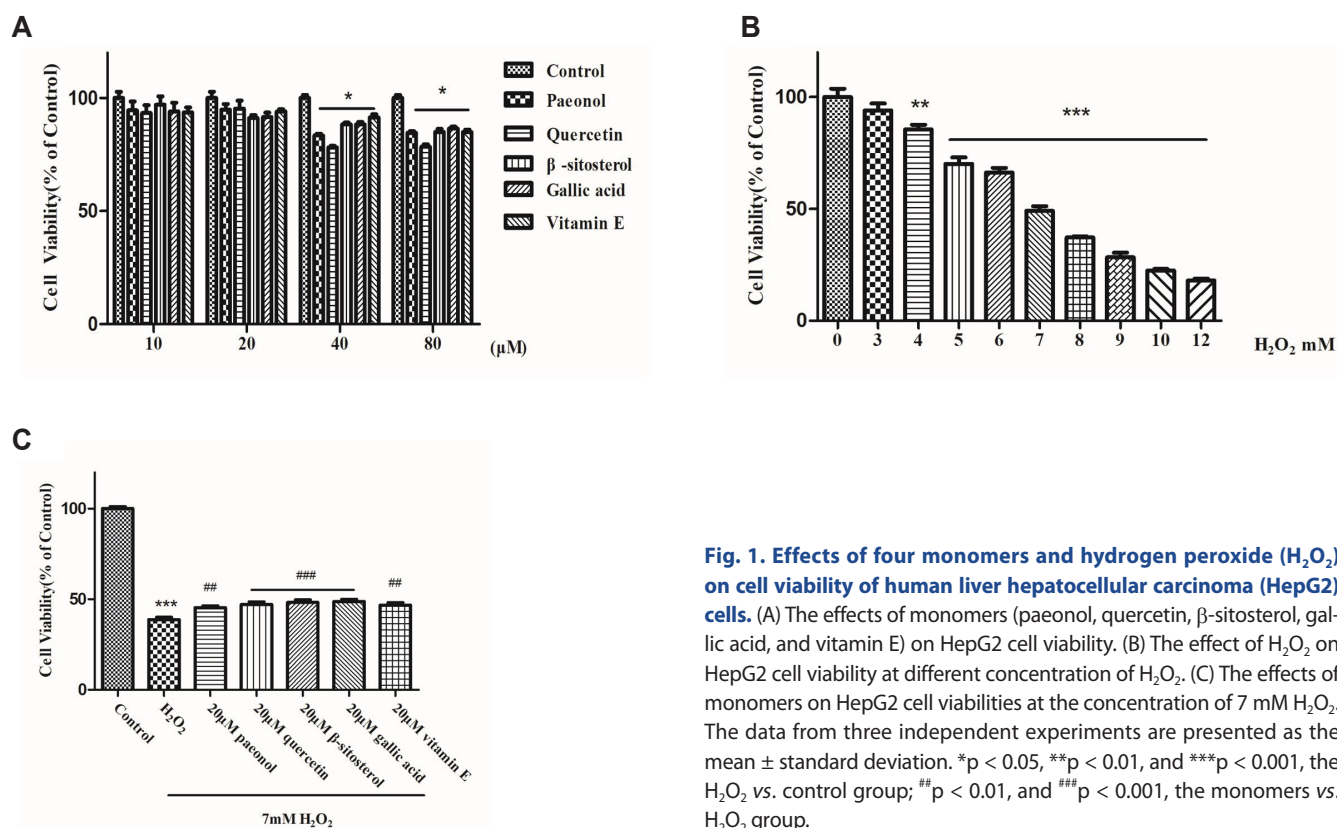 A
Cell Viability(% of Control)
100
50
0
*
*
10 20 40 80 (μM)
Control
Paeonol
Quercetin
β -sitosterol
Gallic acid
Vitamin E
B
Cell Viability(% of Control)
100
50
0
**
***
0 3 4 5 6 7 8 9 10 12 H₂O₂ mM
C
Cell Viability(% of Control)
100
50
0
***
##
###
##
Control
H₂O₂
20μM paeonol
20μM quercetin
20μM β-sitosterol
20μM gallic acid
20μM vitamin E
7mM H₂O₂
Fig. 1. Effects of four monomers and hydrogen peroxide (H₂O₂)
on cell viability of human liver hepatocellular carcinoma (HepG2)
cells. (A) The effects of monomers (paeonol, quercetin, β-sitosterol, gal-
lic acid, and vitamin E) on HepG2 cell viability. (B) The effect of H₂O₂ on
HepG2 cell viability at different concentration of H₂O₂. (C) The effects of
monomers on HepG2 cell viabilities at the concentration of 7 mM H₂O₂.
The data from three independent experiments are presented as the
mean ± standard deviation. *p < 0.05, **p < 0.01, and ***p < 0.001, the
H₂O₂ vs. control group; ##p < 0.01, and ###p < 0.001, the monomers vs.
H₂O₂ group.